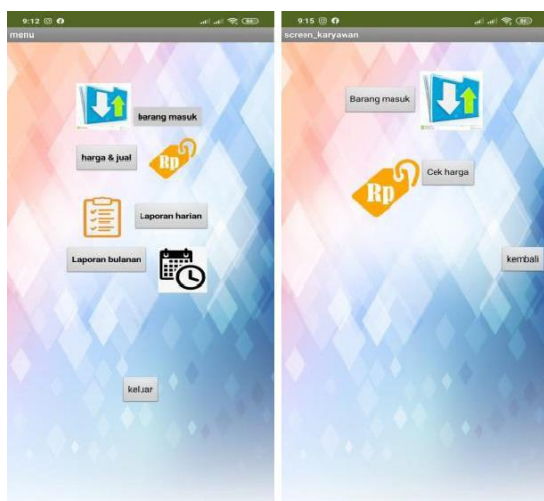 9:12
menu
barang masuk
harga & jual
Rp
Laporan harian
Laporan bulanan
keluar
9:15
screen_karyawan
Barang masuk
Rp
Cek harga
kembali